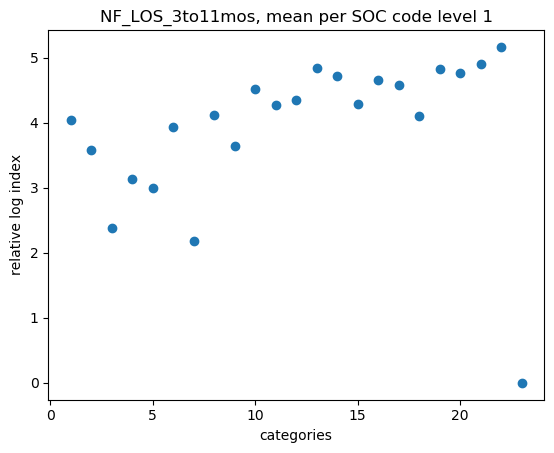 NF_LOS_3to11mos, mean per SOC code level 1
relative log index
5
4
3
2
1
0
0 5 10 15 20
categories